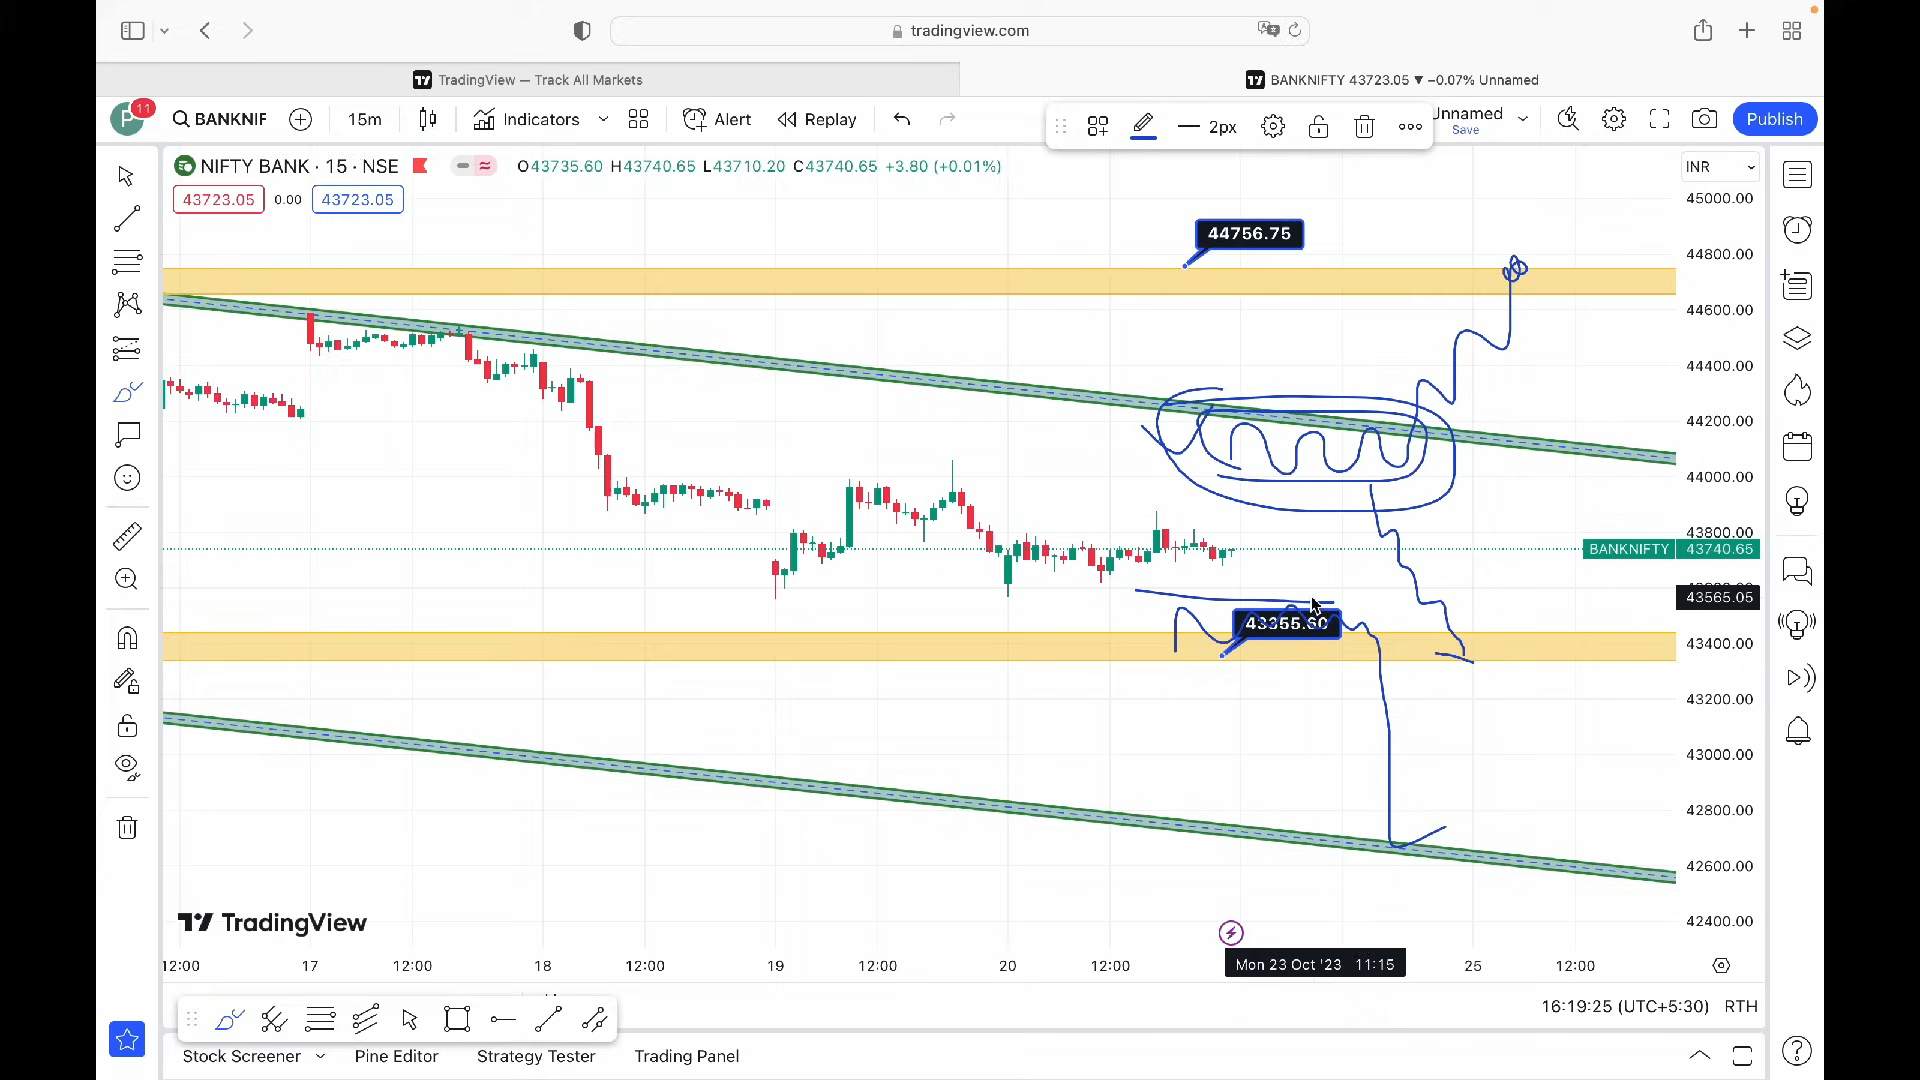 tradingview.com
TradingView — Track All Markets
BANKNIFTY 43723.05 ▼ −0.07% Unnamed
P 11
BANKNIF
15m
Indicators
Alert
Replay
2px
Unnamed
Save
Publish
NIFTY BANK · 15 · NSE
O43735.60 H43740.65 L43710.20 C43740.65 +3.80 (+0.01%)
INR
43723.05 0.00 43723.05
45000.00
44756.75
44800.00
44600.00
44400.00
44200.00
44000.00
43800.00
BANKNIFTY 43740.65
43565.05
43355.60
43400.00
43200.00
43000.00
42800.00
42600.00
TradingView
42400.00
12:00 17 12:00 18 12:00 19 12:00 20 12:00 Mon 23 Oct '23 11:15 25 12:00
16:19:25 (UTC+5:30) RTH
Stock Screener
Pine Editor
Strategy Tester
Trading Panel